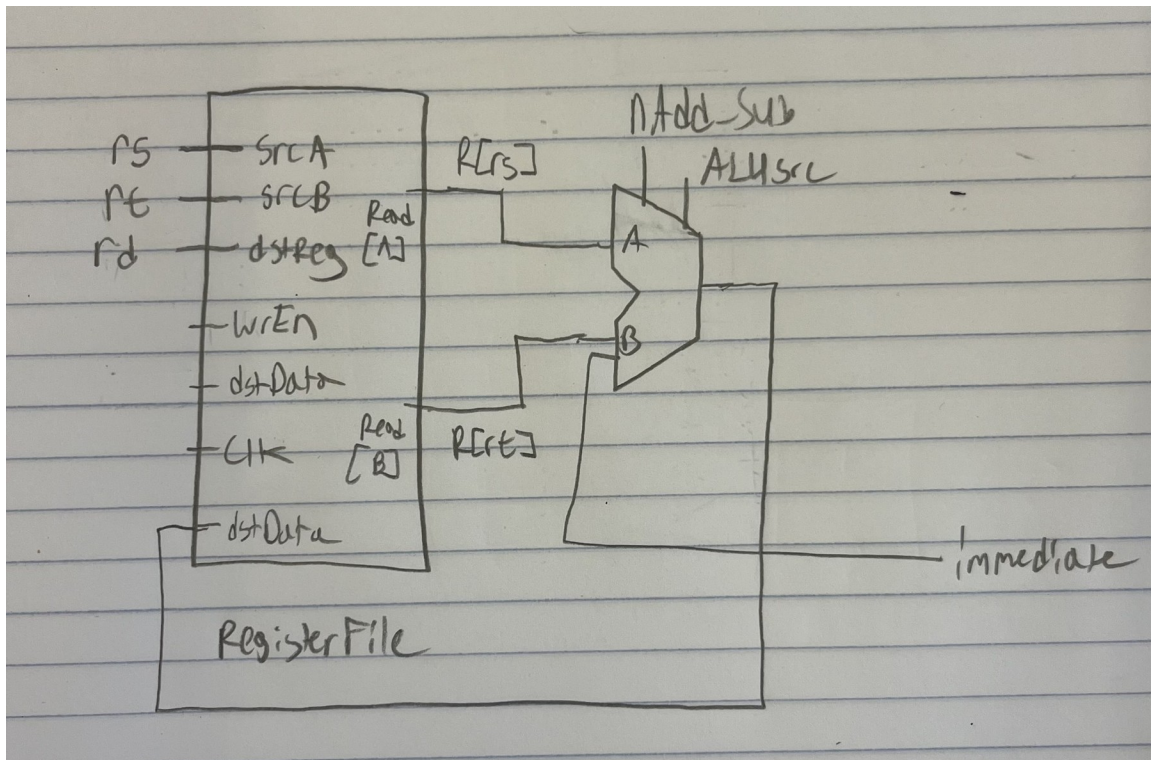 nAdd_Sub
ALUsrc
rs
srcA
R[rs]
rt
srcB
Read
[A]
rd
dstReg
A
WrEn
B
dstData
Clk
Read
[B]
R[rt]
dstData
immediate
RegisterFile